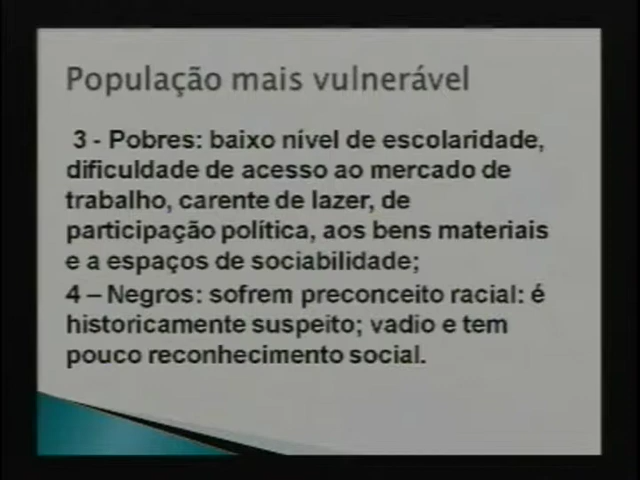 População mais vulnerável
3 - Pobres: baixo nível de escolaridade,
dificuldade de acesso ao mercado de
trabalho, carente de lazer, de
participação política, aos bens materiais
e a espaços de sociabilidade;
4 – Negros: sofrem preconceito racial: é
historicamente suspeito; vadio e tem
pouco reconhecimento social.